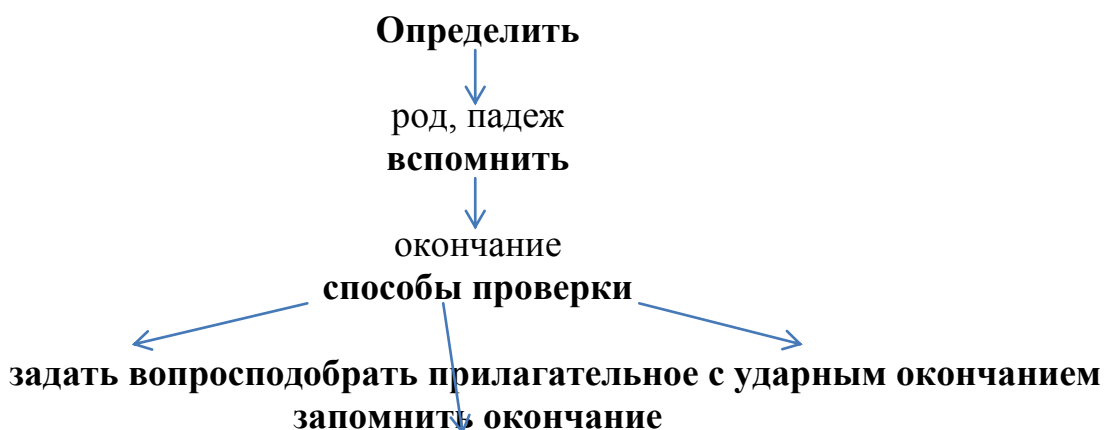 Определить
род, падеж
вспомнить
окончание
способы проверки
задать вопросподобрать прилагательное с ударным окончанием
запомнить окончание